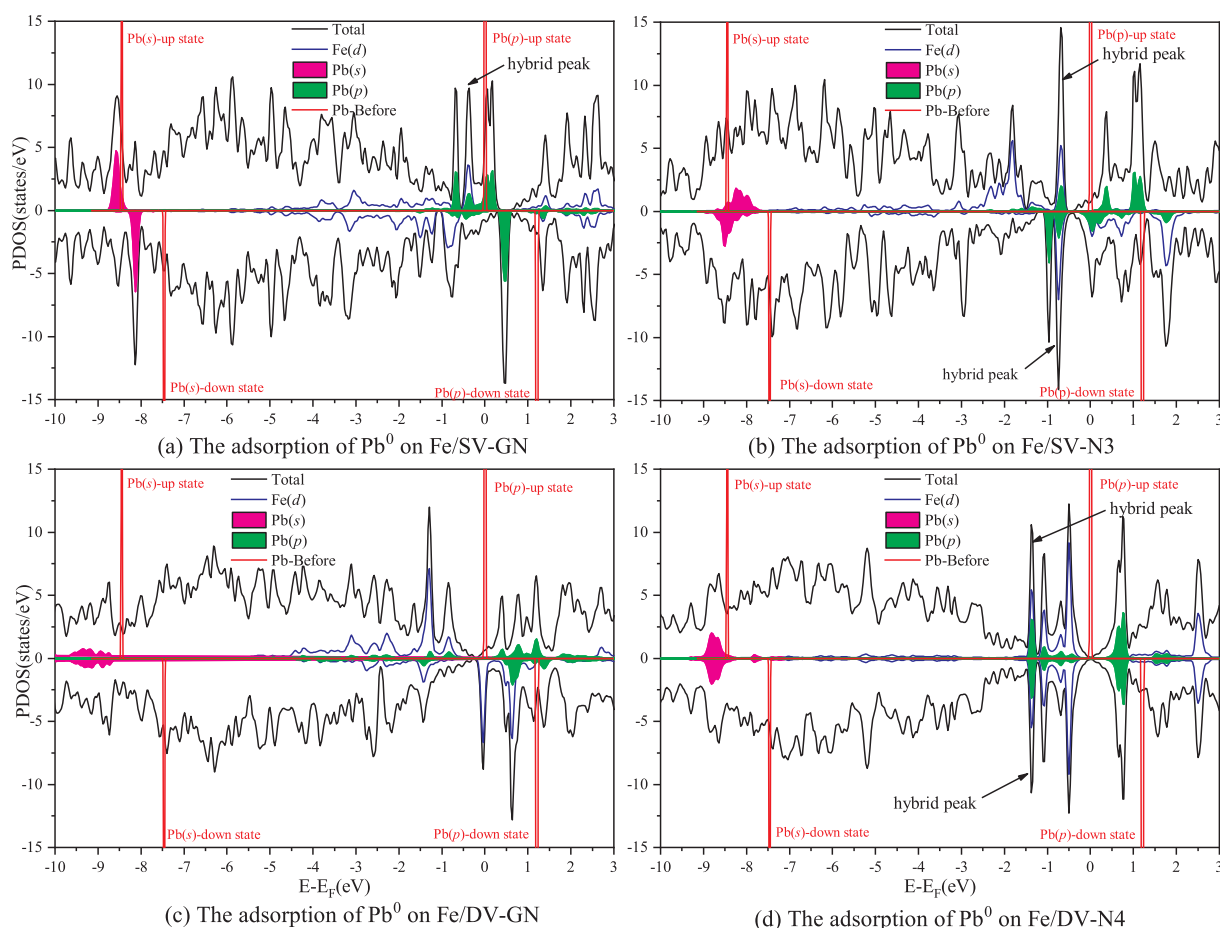 15
10
5
0
-5
-10
-15
PDOS(states/eV)
Pb(s)-up state
Total
Fe(d)
Pb(s)
Pb(p)
Pb-Before
Pb(p)-up state
hybrid peak
Pb(s)-down state
Pb(p)-down state
-10 -9 -8 -7 -6 -5 -4 -3 -2 -1 0 1 2 3
(a) The adsorption of Pb⁰ on Fe/SV-GN
15
10
5
0
-5
-10
-15
Pb(s)-up state
Total
Fe(d)
Pb(s)
Pb(p)
Pb-Before
Pb(p)-up state
hybrid peak
hybrid peak
Pb(s)-down state
Pb(p)-down state
-10 -9 -8 -7 -6 -5 -4 -3 -2 -1 0 1 2 3
(b) The adsorption of Pb⁰ on Fe/SV-N3
15
10
5
0
-5
-10
-15
PDOS(states/eV)
Pb(s)-up state
Total
Fe(d)
Pb(s)
Pb(p)
Pb-Before
Pb(p)-up state
Pb(s)-down state
Pb(p)-down state
-10 -9 -8 -7 -6 -5 -4 -3 -2 -1 0 1 2 3
E-E_F(eV)
(c) The adsorption of Pb⁰ on Fe/DV-GN
15
10
5
0
-5
-10
-15
Pb(s)-up state
Total
Fe(d)
Pb(s)
Pb(p)
Pb-Before
Pb(p)-up state
hybrid peak
hybrid peak
Pb(s)-down state
Pb(p)-down state
-10 -9 -8 -7 -6 -5 -4 -3 -2 -1 0 1 2 3
E-E_F(eV)
(d) The adsorption of Pb⁰ on Fe/DV-N4